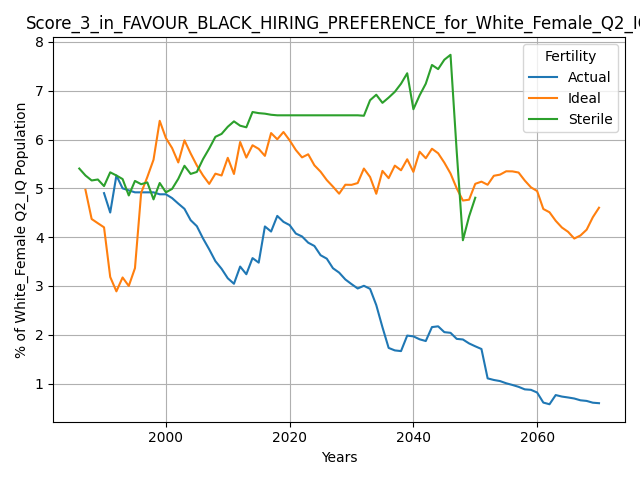 Score_3_in_FAVOUR_BLACK_HIRING_PREFERENCE_for_White_Female_Q2_IQ
Fertility
Actual
Ideal
Sterile
% of White_Female Q2_IQ Population
8
7
6
5
4
3
2
1
2000 2020 2040 2060
Years